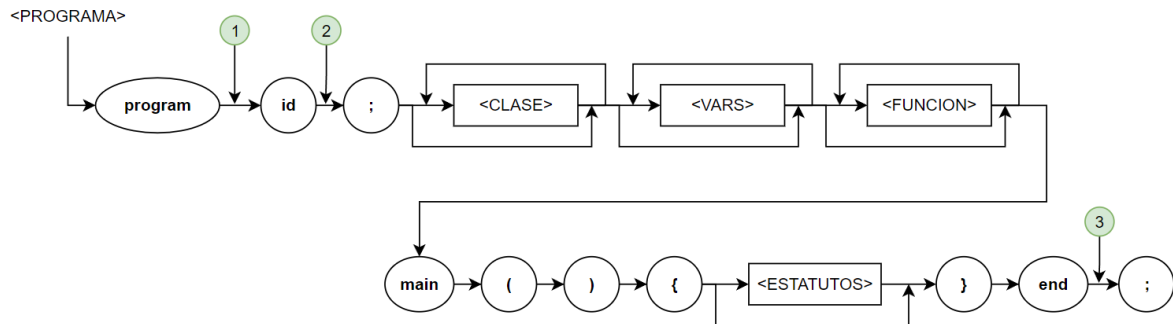 <PROGRAMA>
1 2
program id ; <CLASE> <VARS> <FUNCION>
3
main ( ) { <ESTATUTOS> } end ;